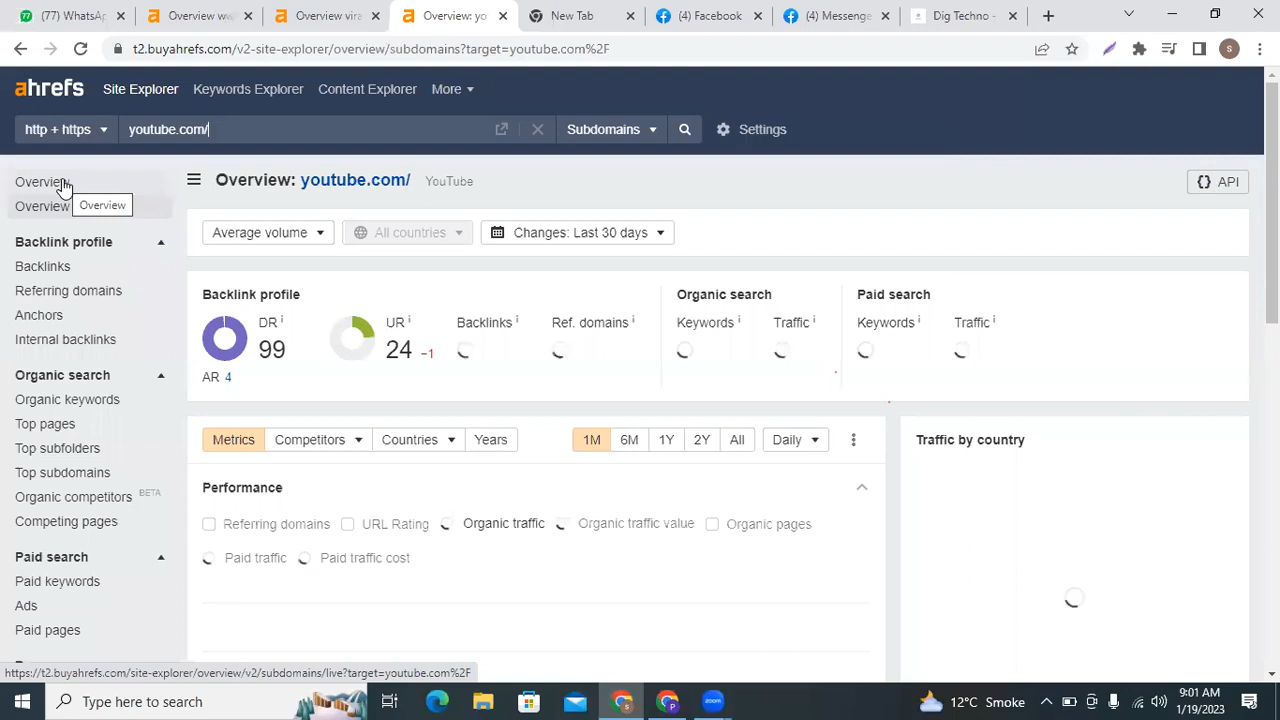 (77) WhatsA
Overview ww
Overview vira
Overview: yo
New Tab
(4) Facebook
(4) Messenge
Dig Techno -
t2.buyahrefs.com/v2-site-explorer/overview/subdomains?target=youtube.com%2F
S
ahrefs Site Explorer Keywords Explorer Content Explorer More
http + https youtube.com/ Subdomains Settings
Overview
Overview
Overview
Backlink profile
Backlinks
Referring domains
Anchors
Internal backlinks
Organic search
Organic keywords
Top pages
Top subfolders
Top subdomains
Organic competitors BETA
Competing pages
Paid search
Paid keywords
Ads
Paid pages
Overview: youtube.com/ YouTube
API
Average volume All countries Changes: Last 30 days
Backlink profile
DR i
99
AR 4
UR i
24 -1
Backlinks i
Ref. domains i
Organic search
Keywords i Traffic i
Paid search
Keywords i Traffic i
Metrics Competitors Countries Years 1M 6M 1Y 2Y All Daily
Performance
Referring domains URL Rating Organic traffic Organic traffic value Organic pages
Paid traffic Paid traffic cost
Traffic by country
https://t2.buyahrefs.com/site-explorer/overview/v2/subdomains/live?target=youtube.com%2F
Type here to search
12°C Smoke
9:01 AM
1/19/2023